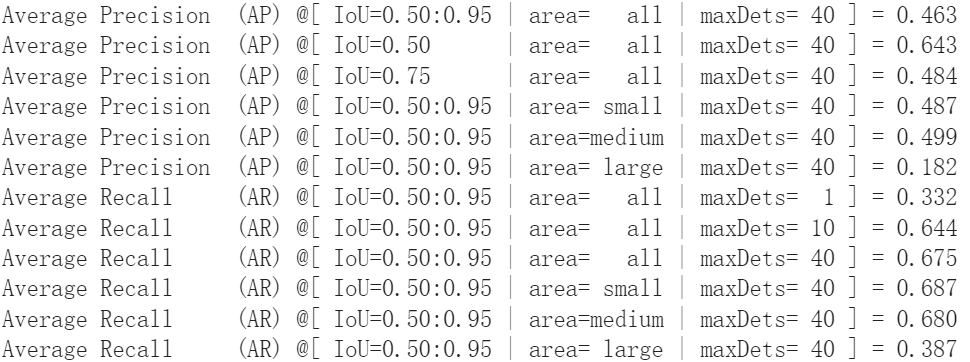 Average Precision  (AP) @[ IoU=0.50:0.95 | area=   all | maxDets= 40 ] = 0.463
Average Precision  (AP) @[ IoU=0.50      | area=   all | maxDets= 40 ] = 0.643
Average Precision  (AP) @[ IoU=0.75      | area=   all | maxDets= 40 ] = 0.484
Average Precision  (AP) @[ IoU=0.50:0.95 | area= small | maxDets= 40 ] = 0.487
Average Precision  (AP) @[ IoU=0.50:0.95 | area=medium | maxDets= 40 ] = 0.499
Average Precision  (AP) @[ IoU=0.50:0.95 | area= large | maxDets= 40 ] = 0.182
Average Recall     (AR) @[ IoU=0.50:0.95 | area=   all | maxDets=  1 ] = 0.332
Average Recall     (AR) @[ IoU=0.50:0.95 | area=   all | maxDets= 10 ] = 0.644
Average Recall     (AR) @[ IoU=0.50:0.95 | area=   all | maxDets= 40 ] = 0.675
Average Recall     (AR) @[ IoU=0.50:0.95 | area= small | maxDets= 40 ] = 0.687
Average Recall     (AR) @[ IoU=0.50:0.95 | area=medium | maxDets= 40 ] = 0.680
Average Recall     (AR) @[ IoU=0.50:0.95 | area= large | maxDets= 40 ] = 0.387